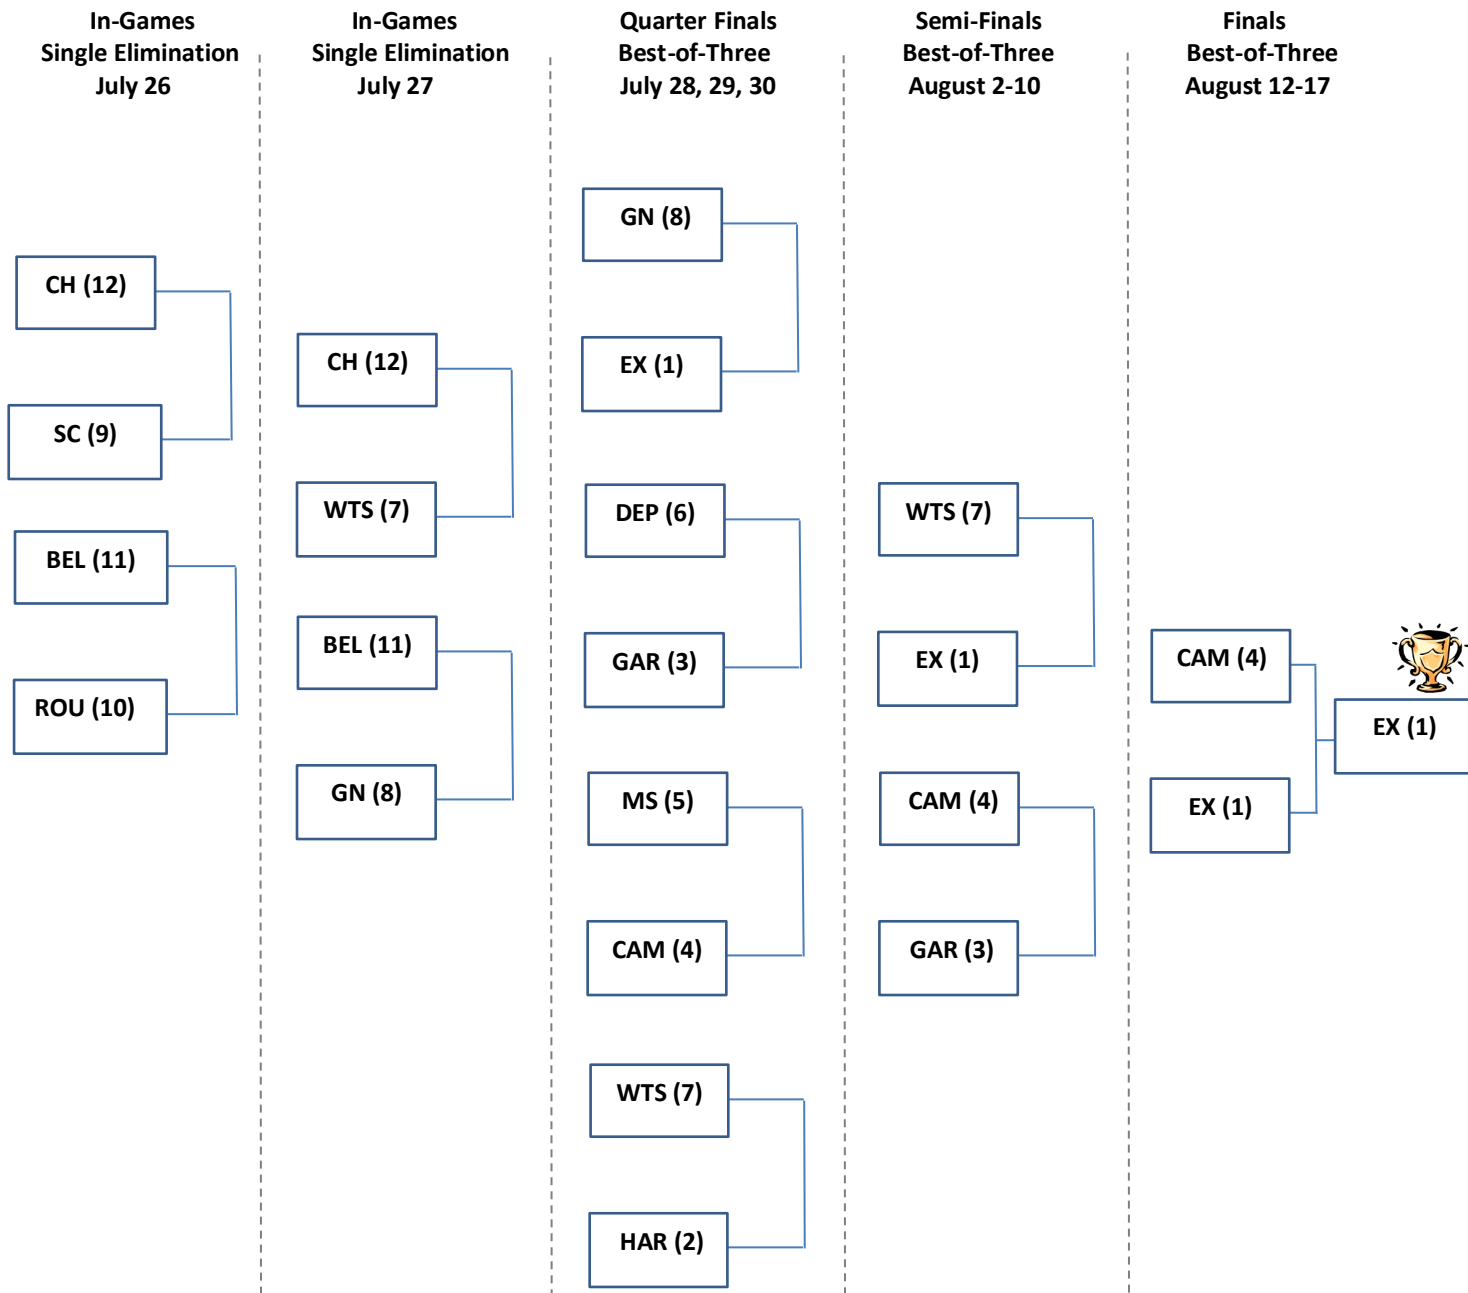 In-Games
Single Elimination
July 26
In-Games
Single Elimination
July 27
Quarter Finals
Best-of-Three
July 28, 29, 30
Semi-Finals
Best-of-Three
August 2-10
Finals
Best-of-Three
August 12-17
CH (12)
SC (9)
BEL (11)
ROU (10)
CH (12)
WTS (7)
BEL (11)
GN (8)
GN (8)
EX (1)
DEP (6)
GAR (3)
MS (5)
CAM (4)
WTS (7)
HAR (2)
WTS (7)
EX (1)
CAM (4)
GAR (3)
CAM (4)
EX (1)
EX (1)